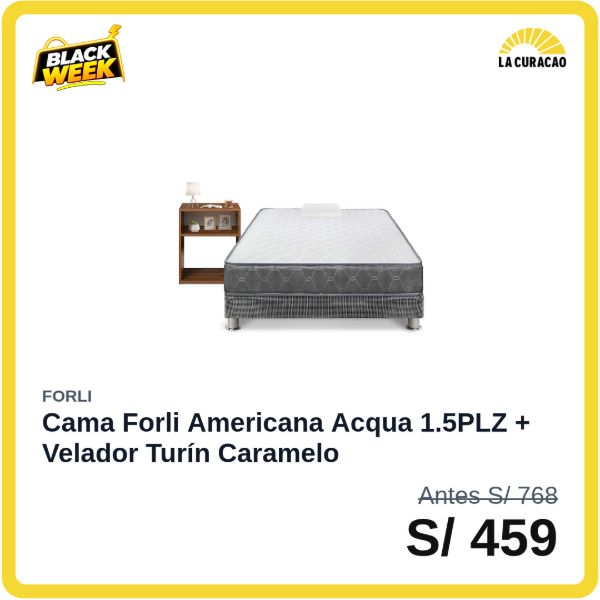 BLACK
WEEK
LA CURACAO
FORLI
Cama Forli Americana Acqua 1.5PLZ +
Velador Turín Caramelo
Antes S/ 768
S/ 459